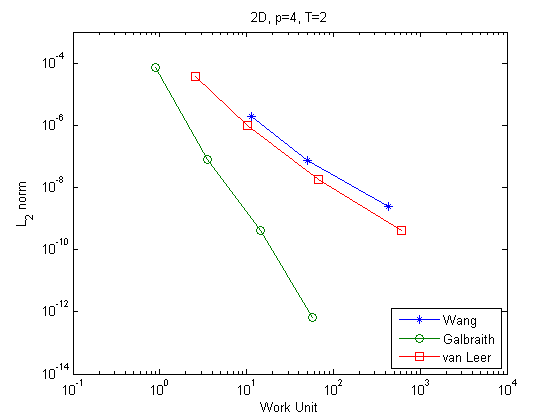 2D, p=4, T=2
10^-4
10^-6
10^-8
10^-10
10^-12
10^-14
L_2 norm
10^-1 10^0 10^1 10^2 10^3 10^4
Work Unit
Wang
Galbraith
van Leer